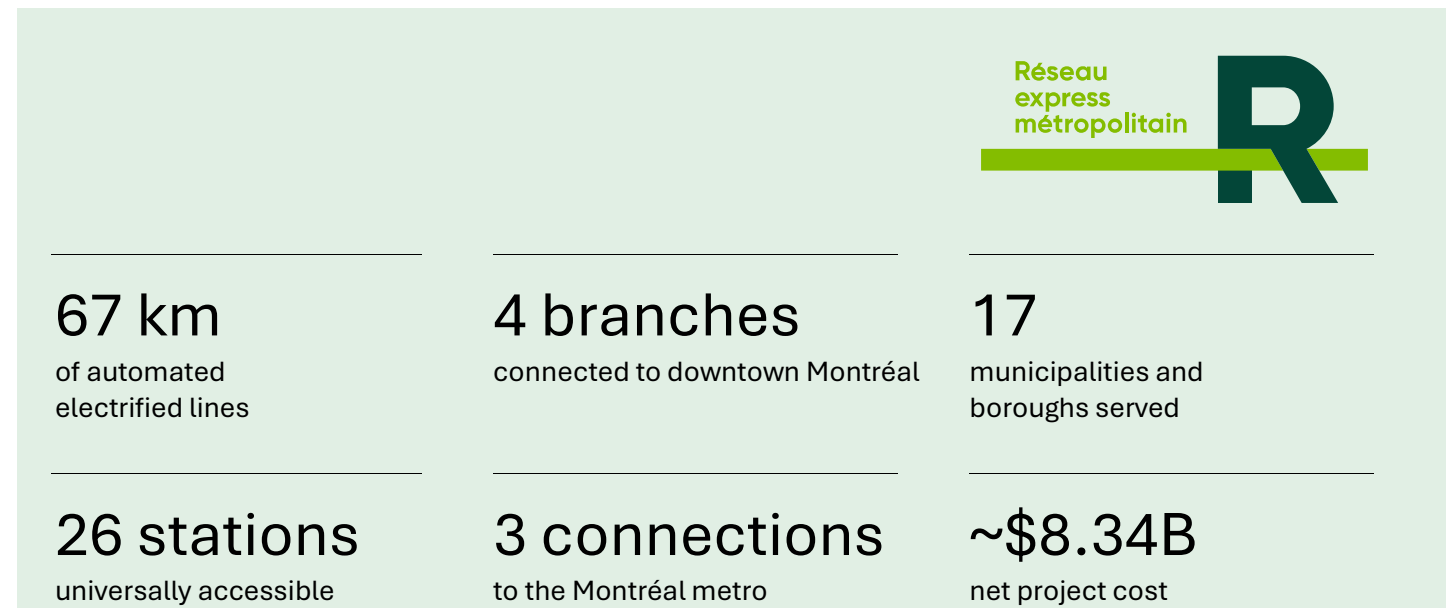 Réseau
express
métropolitain
R
67 km
of automated
electrified lines
4 branches
connected to downtown Montréal
17
municipalities and
boroughs served
26 stations
universally accessible
3 connections
to the Montréal metro
~$8.34B
net project cost